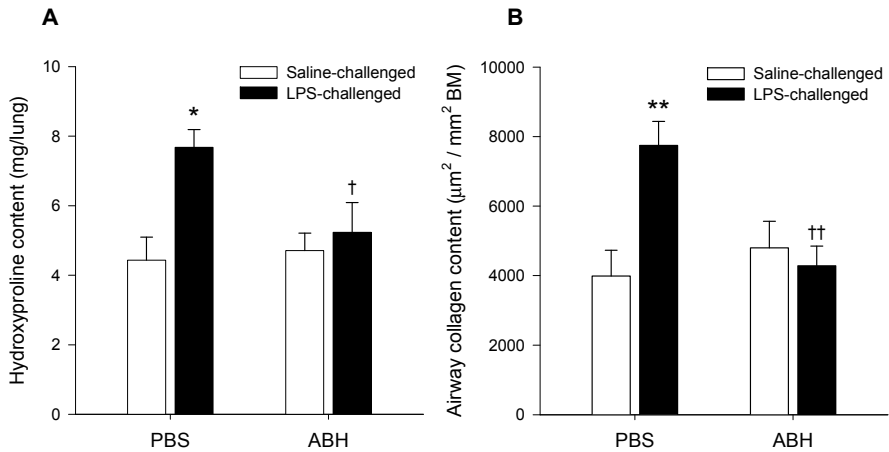 A
Hydroxyproline content (mg/lung)
10
8
6
4
2
0
Saline-challenged
LPS-challenged
*
†
PBS
ABH
B
Airway collagen content (µm² / mm² BM)
10000
8000
6000
4000
2000
0
Saline-challenged
LPS-challenged
**
††
PBS
ABH